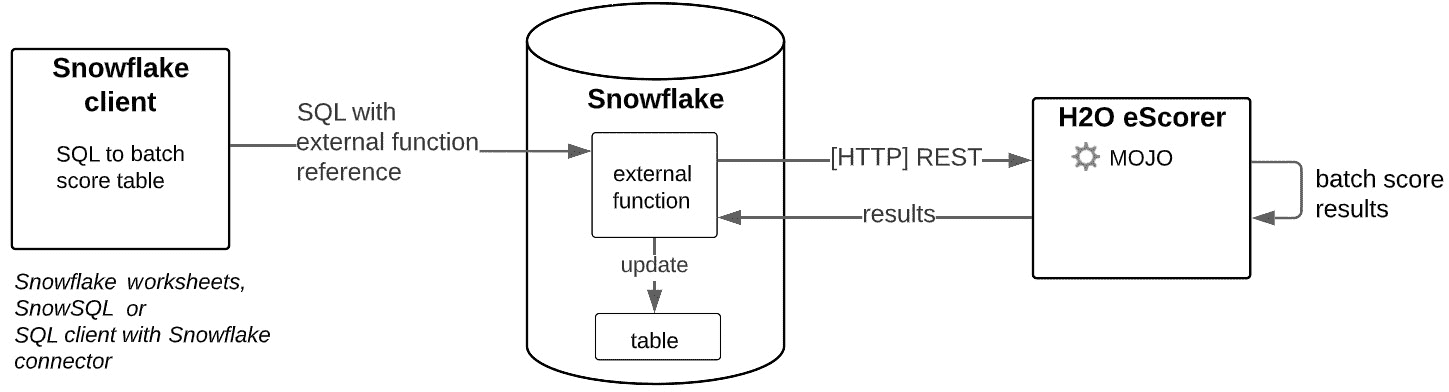 Snowflake
client
SQL to batch
score table
Snowflake worksheets,
SnowSQL or
SQL client with Snowflake
connector
SQL with
external function
reference
Snowflake
external
function
update
table
[HTTP] REST
results
H2O eScorer
MOJO
batch score
results